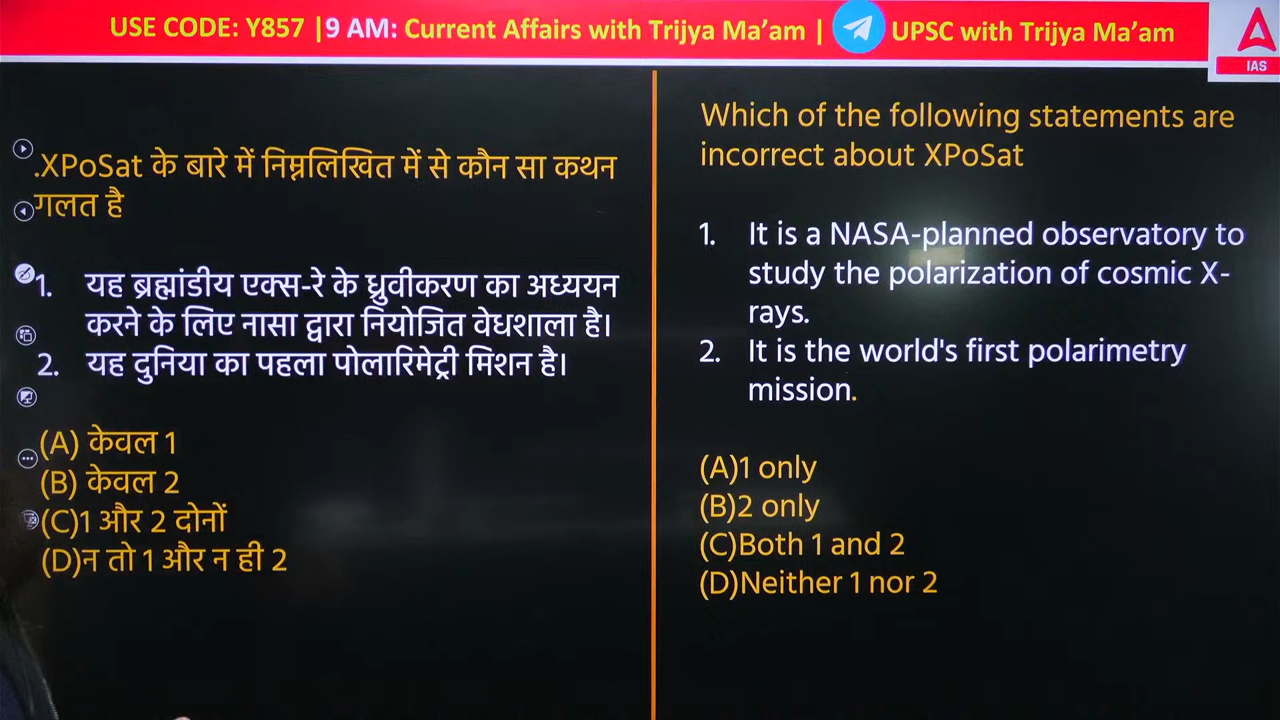 USE CODE: Y857 |9 AM: Current Affairs with Trijya Ma’am | UPSC with Trijya Ma’am
IAS
.XPoSat के बारे में निम्नलिखित में से कौन सा कथन
गलत है
1. यह ब्रह्मांडीय एक्स-रे के ध्रुवीकरण का अध्ययन
करने के लिए नासा द्वारा नियोजित वेधशाला है।
2. यह दुनिया का पहला पोलारिमेट्री मिशन है।
(A) केवल 1
(B) केवल 2
(C)1 और 2 दोनों
(D)न तो 1 और न ही 2
Which of the following statements are
incorrect about XPoSat
1. It is a NASA-planned observatory to
study the polarization of cosmic X-
rays.
2. It is the world's first polarimetry
mission.
(A)1 only
(B)2 only
(C)Both 1 and 2
(D)Neither 1 nor 2